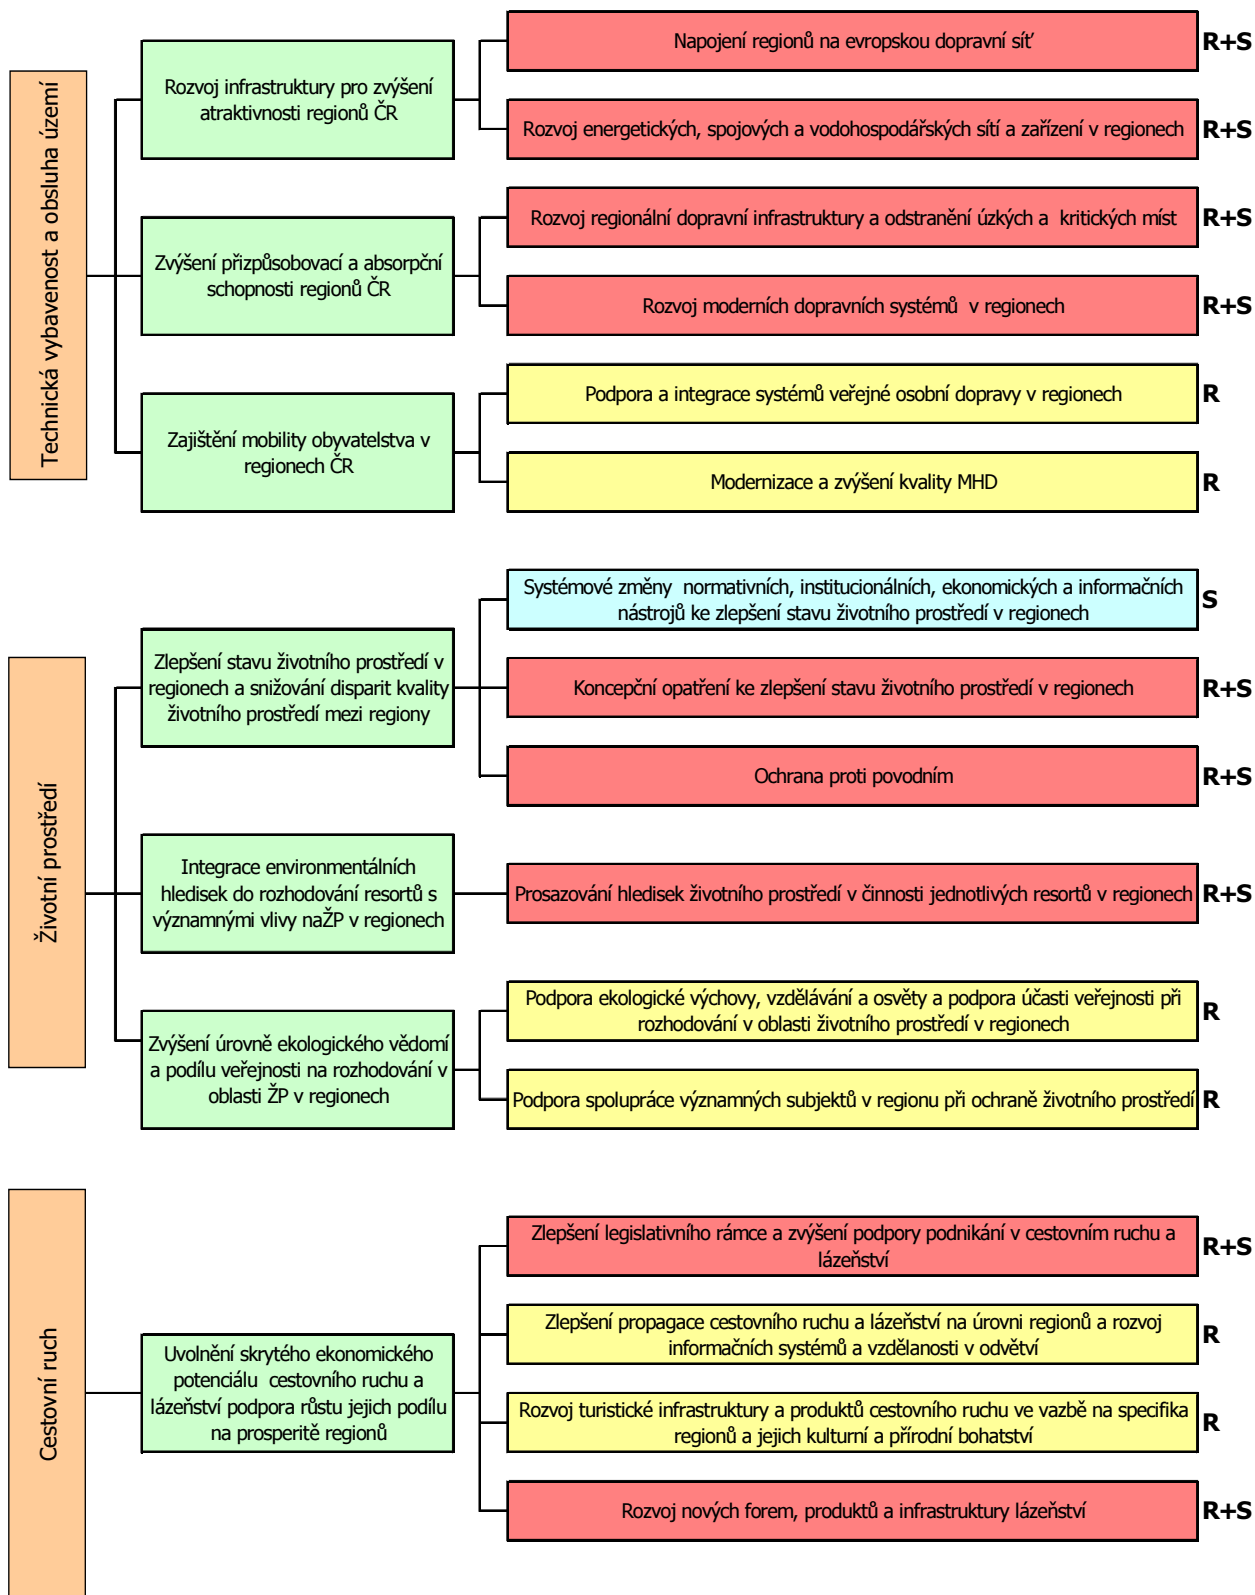 Technická vybavenost a obsluha území
Rozvoj infrastruktury pro zvýšení
atraktivnosti regionů ČR
Napojení regionů na evropskou dopravní síť
R+S
Rozvoj energetických, spojových a vodohospodářských sítí a zařízení v regionech
R+S
Zvýšení přizpůsobovací a absorpční
schopnosti regionů ČR
Rozvoj regionální dopravní infrastruktury a odstranění úzkých a  kritických míst
R+S
Rozvoj moderních dopravních systémů  v regionech
R+S
Zajištění mobility obyvatelstva v
regionech ČR
Podpora a integrace systémů veřejné osobní dopravy v regionech
R
Modernizace a zvýšení kvality MHD
R
Životní prostředí
Zlepšení stavu životního prostředí v
regionech a snižování disparit kvality
životního prostředí mezi regiony
Systémové změny  normativních, institucionálních, ekonomických a informačních
nástrojů ke zlepšení stavu životního prostředí v regionech
S
Koncepční opatření ke zlepšení stavu životního prostředí v regionech
R+S
Ochrana proti povodním
R+S
Integrace environmentálních
hledisek do rozhodování resortů s
významnými vlivy naŽP v regionech
Prosazování hledisek životního prostředí v činnosti jednotlivých resortů v regionech
R+S
Zvýšení úrovně ekologického vědomí
a podílu veřejnosti na rozhodování v
oblasti ŽP v regionech
Podpora ekologické výchovy, vzdělávání a osvěty a podpora účasti veřejnosti při
rozhodování v oblasti životního prostředí v regionech
R
Podpora spolupráce významných subjektů v regionu při ochraně životního prostředí
R
Cestovní ruch
Uvolnění skrytého ekonomického
potenciálu  cestovního ruchu a
lázeňství podpora růstu jejich podílu
na prosperitě regionů
Zlepšení legislativního rámce a zvýšení podpory podnikání v cestovním ruchu a
lázeňství
R+S
Zlepšení propagace cestovního ruchu a lázeňství na úrovni regionů a rozvoj
informačních systémů a vzdělanosti v odvětví
R
Rozvoj turistické infrastruktury a produktů cestovního ruchu ve vazbě na specifika
regionů a jejich kulturní a přírodní bohatství
R
Rozvoj nových forem, produktů a infrastruktury lázeňství
R+S